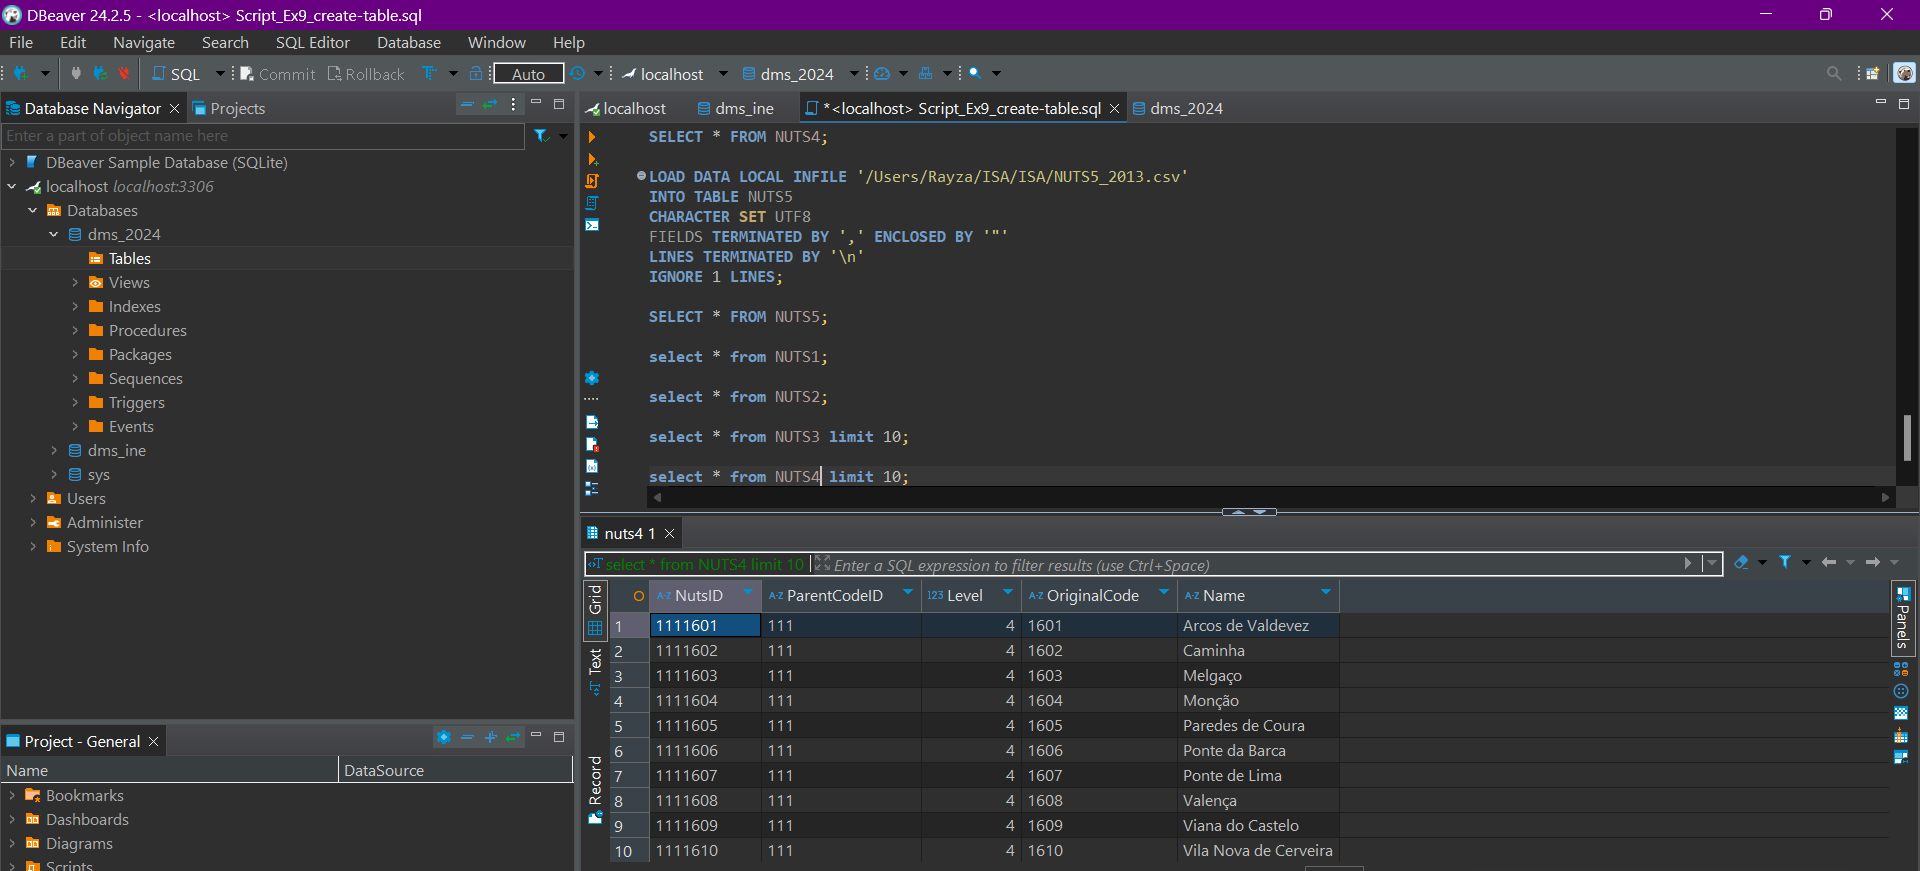 DBeaver 24.2.5 - <localhost> Script_Ex9_create-table.sql
File Edit Navigate Search SQL Editor Database Window Help
SQL Commit Rollback Auto localhost dms_2024
Database Navigator Projects
Enter a part of object name here
DBeaver Sample Database (SQLite)
localhost localhost:3306
Databases
dms_2024
Tables
Views
Indexes
Procedures
Packages
Sequences
Triggers
Events
dms_ine
sys
Users
Administer
System Info
Project - General
Name DataSource
Bookmarks
Dashboards
Diagrams
Scripts
localhost dms_ine *<localhost> Script_Ex9_create-table.sql dms_2024
SELECT * FROM NUTS4;
LOAD DATA LOCAL INFILE '/Users/Rayza/ISA/ISA/NUTS5_2013.csv'
INTO TABLE NUTS5
CHARACTER SET UTF8
FIELDS TERMINATED BY ',' ENCLOSED BY '"'
LINES TERMINATED BY '\n'
IGNORE 1 LINES;
SELECT * FROM NUTS5;
select * from NUTS1;
select * from NUTS2;
select * from NUTS3 limit 10;
select * from NUTS4 limit 10;
nuts4 1
select * from NUTS4 limit 10 Enter a SQL expression to filter results (use Ctrl+Space)
Grid
Text
Record
Panels
A-Z NutsID A-Z ParentCodeID 123 Level A-Z OriginalCode A-Z Name
1 1111601 111 4 1601 Arcos de Valdevez
2 1111602 111 4 1602 Caminha
3 1111603 111 4 1603 Melgaço
4 1111604 111 4 1604 Monção
5 1111605 111 4 1605 Paredes de Coura
6 1111606 111 4 1606 Ponte da Barca
7 1111607 111 4 1607 Ponte de Lima
8 1111608 111 4 1608 Valença
9 1111609 111 4 1609 Viana do Castelo
10 1111610 111 4 1610 Vila Nova de Cerveira